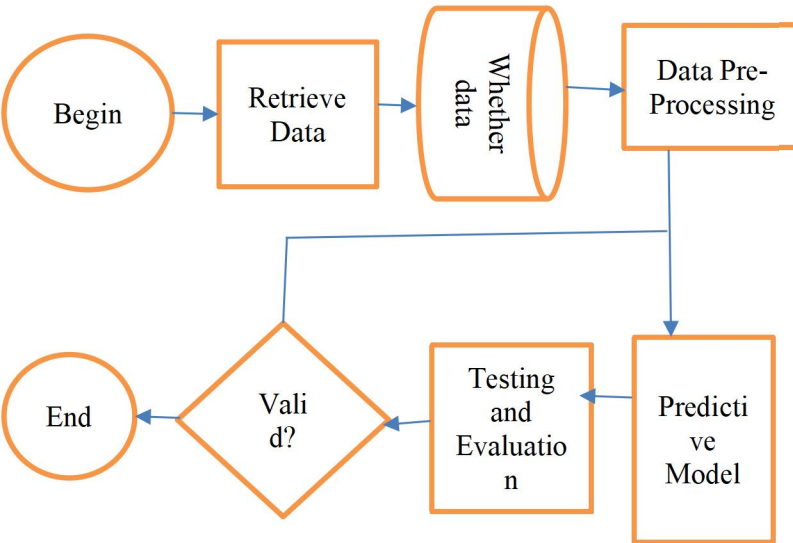 Begin
Retrieve
Data
Whether
data
Data Pre-
Processing
Predicti
ve
Model
Testing
and
Evaluatio
n
Vali
d?
End